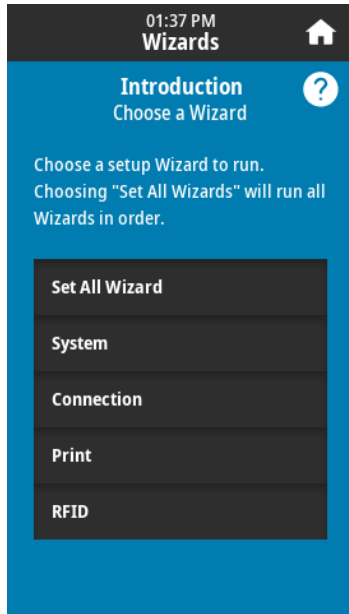 01:37 PM
Wizards
Introduction
?
Choose a Wizard
Choose a setup Wizard to run.
Choosing "Set All Wizards" will run all
Wizards in order.
Set All Wizard
System
Connection
Print
RFID